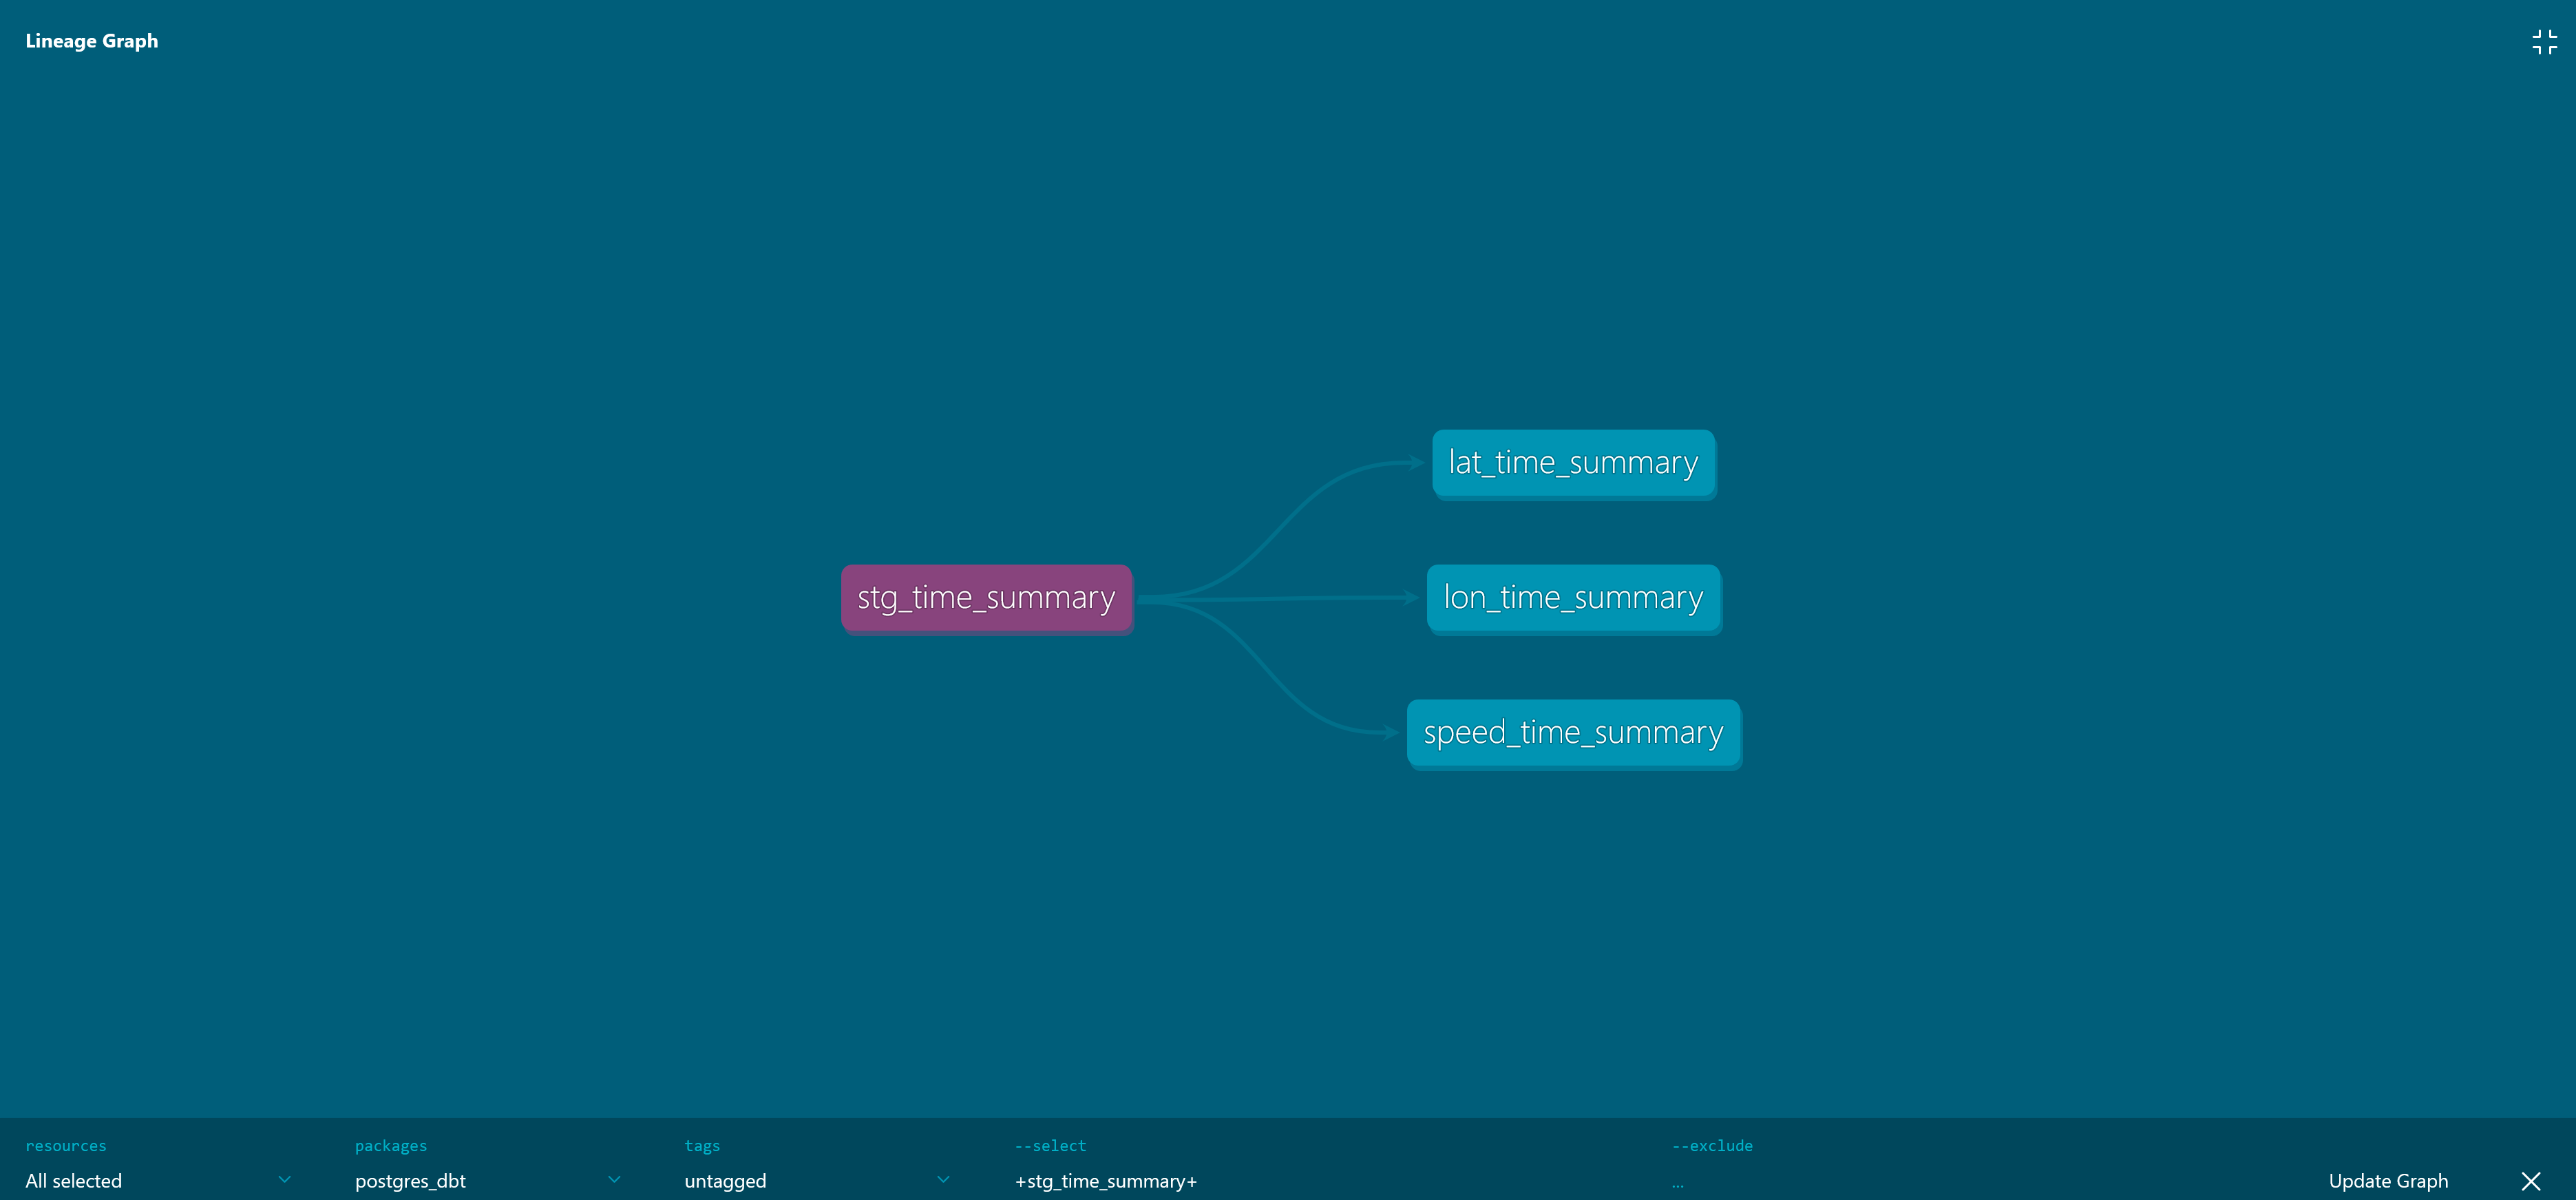 Lineage Graph
lat_time_summary
stg_time_summary
lon_time_summary
speed_time_summary
resources
packages
tags
--select
--exclude
All selected
postgres_dbt
untagged
+stg_time_summary+
...
Update Graph